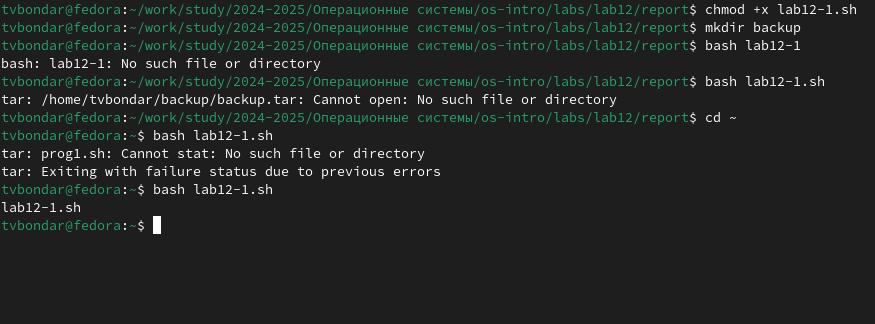 tvbondar@fedora:~/work/study/2024-2025/Операционные системы/os-intro/labs/lab12/report$ chmod +x lab12-1.sh
tvbondar@fedora:~/work/study/2024-2025/Операционные системы/os-intro/labs/lab12/report$ mkdir backup
tvbondar@fedora:~/work/study/2024-2025/Операционные системы/os-intro/labs/lab12/report$ bash lab12-1
bash: lab12-1: No such file or directory
tvbondar@fedora:~/work/study/2024-2025/Операционные системы/os-intro/labs/lab12/report$ bash lab12-1.sh
tar: /home/tvbondar/backup/backup.tar: Cannot open: No such file or directory
tvbondar@fedora:~/work/study/2024-2025/Операционные системы/os-intro/labs/lab12/report$ cd ~
tvbondar@fedora:~$ bash lab12-1.sh
tar: prog1.sh: Cannot stat: No such file or directory
tar: Exiting with failure status due to previous errors
tvbondar@fedora:~$ bash lab12-1.sh
lab12-1.sh
tvbondar@fedora:~$